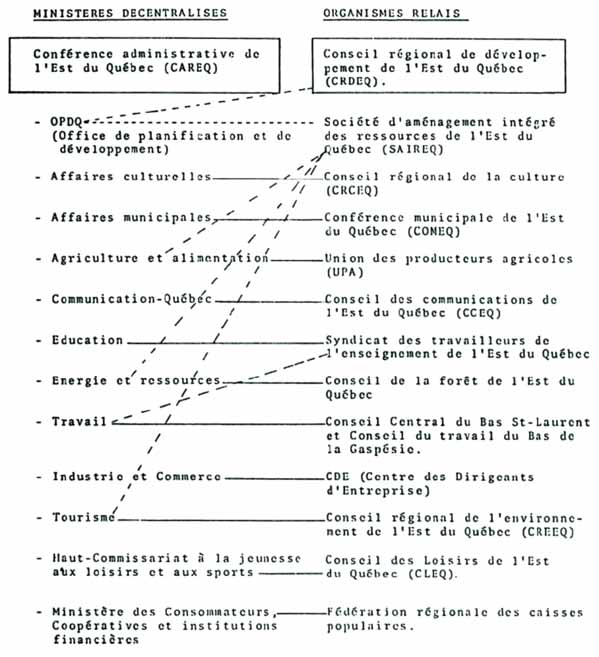 MINISTERES DECENTRALISES
ORGANISMES RELAIS
Conférence administrative de
l'Est du Québec (CAREQ)
Conseil régional de dévelop-
pement de l'Est du Québec
(CRDEQ).
- OPDQ
(Office de planification et de
développement)
Société d'aménagement intégré
des ressources de l'Est du
Québec (SAIREQ)
- Affaires culturelles
Conseil régional de la culture
(CRCEQ)
- Affaires municipales
Conférence municipale de l'Est
du Québec (COMEQ)
- Agriculture et alimentation
Union des producteurs agricoles
(UPA)
- Communication-Québec
Conseil des communications de
l'Est du Québec (CCEQ)
- Education
Syndicat des travailleurs de
l'enseignement de l'Est du Québec
- Energie et ressources
Conseil de la forêt de l'Est du
Québec
- Travail
Conseil Central du Bas St-Laurent
et Conseil du travail du Bas de
la Gaspésie.
- Industrie et Commerce
CDE (Centre des Dirigeants
d'Entreprise)
- Tourisme
Conseil régional de l'environne-
ment de l'Est du Québec (CREEQ)
- Haut-Commissariat à la jeunesse
aux loisirs et aux sports
Conseil des Loisirs de l'Est
du Québec (CLEQ).
- Ministère des Consommateurs,
Coopératives et institutions
financières
Fédération régionale des caisses
populaires.